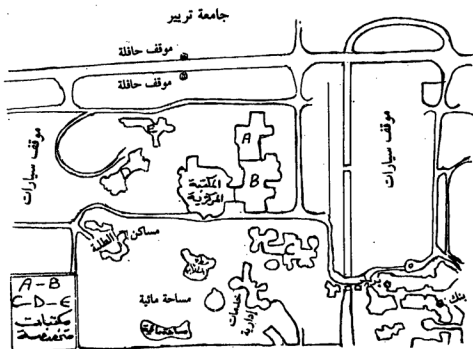 جامعة تريير
موقف حافلة
موقف حافلة
موقف سيارات
موقف سيارات
A
B
المكتبة
المركزية
مساكن
الطلبة
مساحة مائية
خدمات
إدارية
بنك
A - B
C - D - E
مكتبات
متخصصة